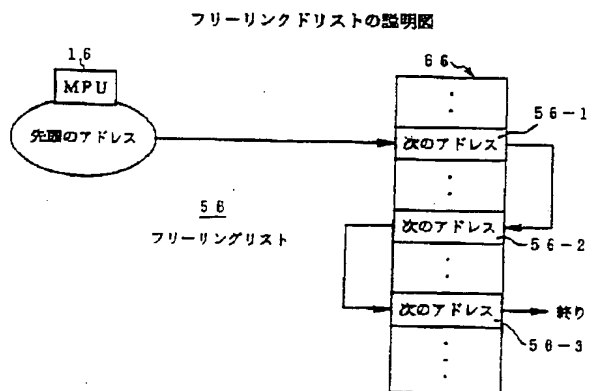 フリーリンクドリストの説明図
16
MPU
先頭のアドレス
66
次のアドレス
56-1
56
フリーリングリスト
次のアドレス
56-2
次のアドレス
終り
56-3